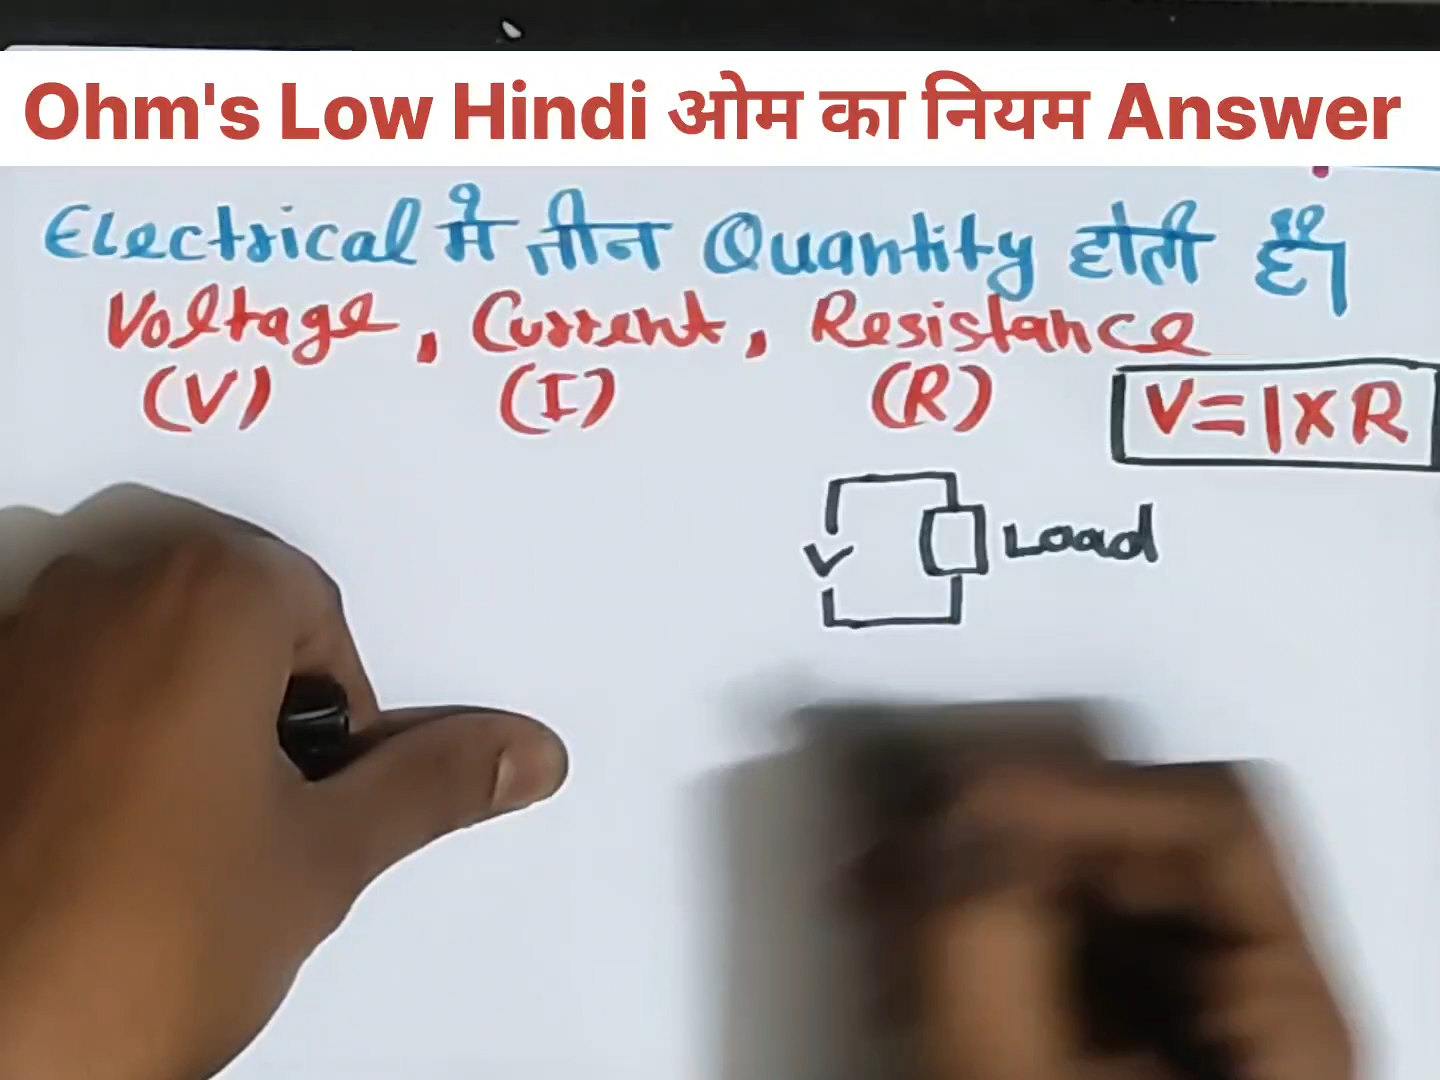 Ohm's Low Hindi ओम का नियम Answer
Electrical में तीन Quantity होती हैं।
Voltage, Current, Resistance
(V) (I) (R)
V=I×R
V
Load